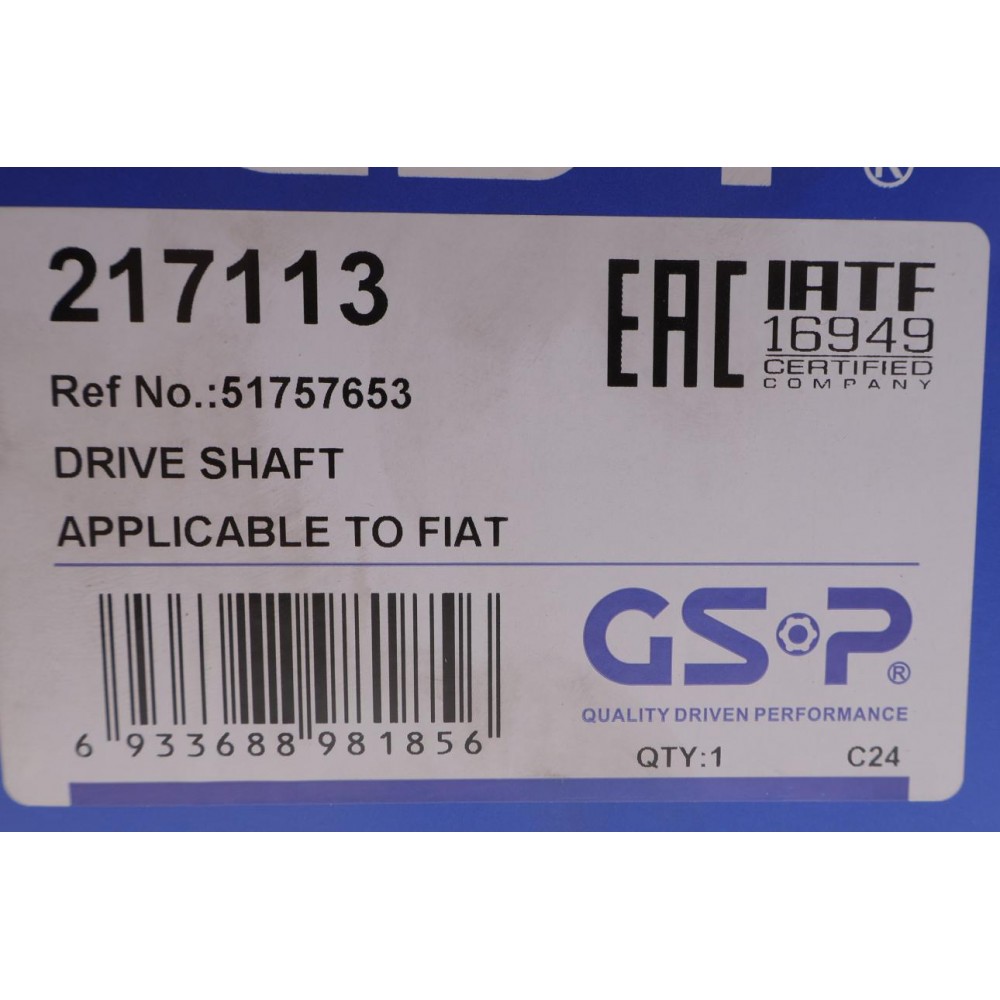 ®
217113
EAC IATF
16949
CERTIFIED
COMPANY
Ref No.:51757653
DRIVE SHAFT
APPLICABLE TO FIAT
GSP®
QUALITY DRIVEN PERFORMANCE
6 933688 981856
QTY:1 C24